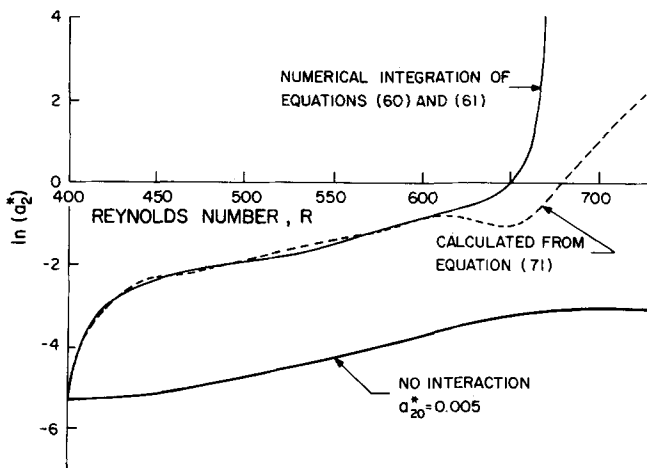 4
NUMERICAL INTEGRATION OF
EQUATIONS (60) AND (61)
2
0
400 450 500 550 600 650 700
REYNOLDS NUMBER, R
ln (a₂*)
CALCULATED FROM
EQUATION (71)
-2
-4
NO INTERACTION
a₂₀* = 0.005
-6